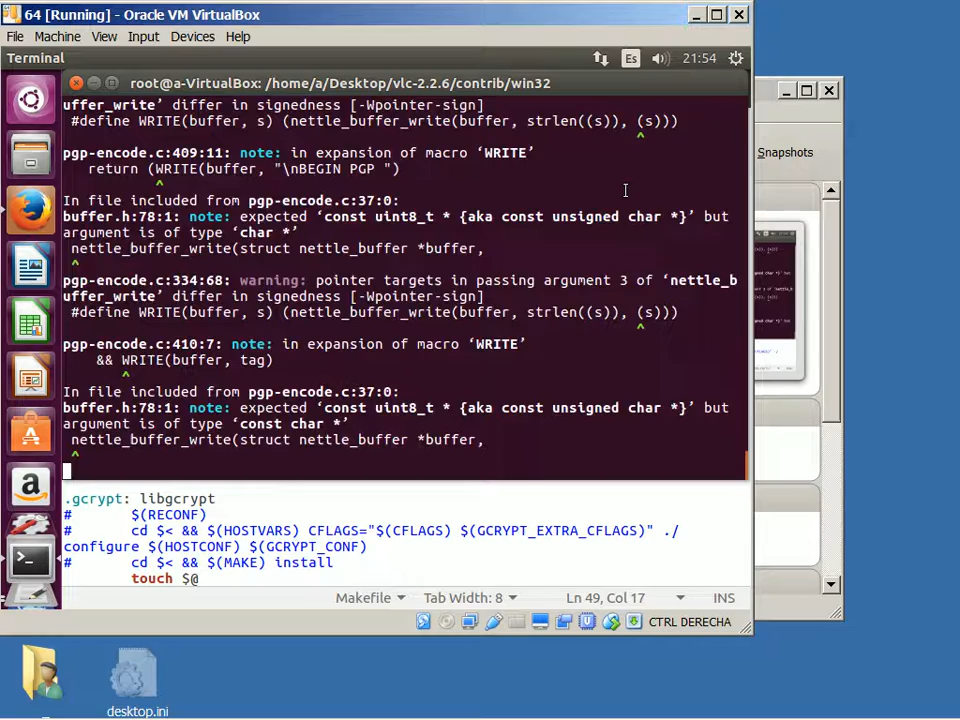 64 [Running] - Oracle VM VirtualBox
File Machine View Input Devices Help
Terminal
Es
21:54
root@a-VirtualBox: /home/a/Desktop/vlc-2.2.6/contrib/win32
uffer_write’ differ in signedness [-Wpointer-sign]
#define WRITE(buffer, s) (nettle_buffer_write(buffer, strlen((s)), (s)))
^
pgp-encode.c:409:11: note: in expansion of macro ‘WRITE’
return (WRITE(buffer, "\nBEGIN PGP ")
^
In file included from pgp-encode.c:37:0:
buffer.h:78:1: note: expected ‘const uint8_t * {aka const unsigned char *}’ but
argument is of type ‘char *’
nettle_buffer_write(struct nettle_buffer *buffer,
^
pgp-encode.c:334:68: warning: pointer targets in passing argument 3 of ‘nettle_b
uffer_write’ differ in signedness [-Wpointer-sign]
#define WRITE(buffer, s) (nettle_buffer_write(buffer, strlen((s)), (s)))
^
pgp-encode.c:410:7: note: in expansion of macro ‘WRITE’
&& WRITE(buffer, tag)
^
In file included from pgp-encode.c:37:0:
buffer.h:78:1: note: expected ‘const uint8_t * {aka const unsigned char *}’ but
argument is of type ‘const char *’
nettle_buffer_write(struct nettle_buffer *buffer,
^
.gcrypt: libgcrypt
# $(RECONF)
# cd $< && $(HOSTVARS) CFLAGS="$(CFLAGS) $(GCRYPT_EXTRA_CFLAGS)" ./
configure $(HOSTCONF) $(GCRYPT_CONF)
# cd $< && $(MAKE) install
touch $@
Makefile Tab Width: 8 Ln 49, Col 17 INS
CTRL DERECHA
Snapshots
desktop.ini